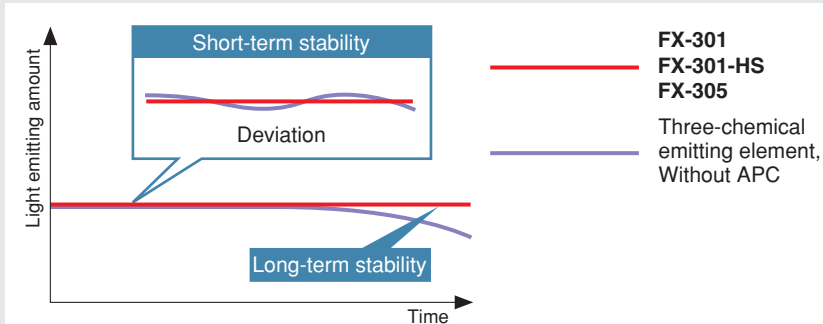 Light emitting amount
Short-term stability
Deviation
Long-term stability
Time
FX-301
FX-301-HS
FX-305
Three-chemical
emitting element,
Without APC